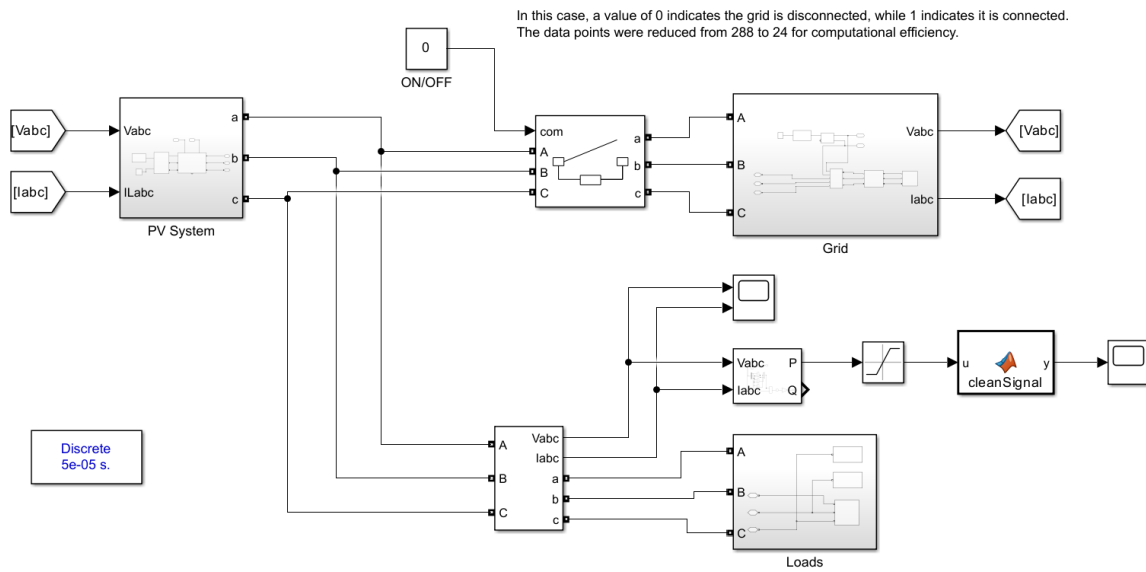 In this case, a value of 0 indicates the grid is disconnected, while 1 indicates it is connected.
The data points were reduced from 288 to 24 for computational efficiency.
0
ON/OFF
[Vabc]
[Iabc]
Vabc
ILabc
a
b
c
PV System
com
A
B
C
a
b
c
A
B
C
Vabc
Iabc
Grid
[Vabc]
[Iabc]
Vabc
Iabc
P
Q
u
y
cleanSignal
Discrete
5e-05 s.
A
B
C
Vabc
Iabc
a
b
c
A
B
C
Loads